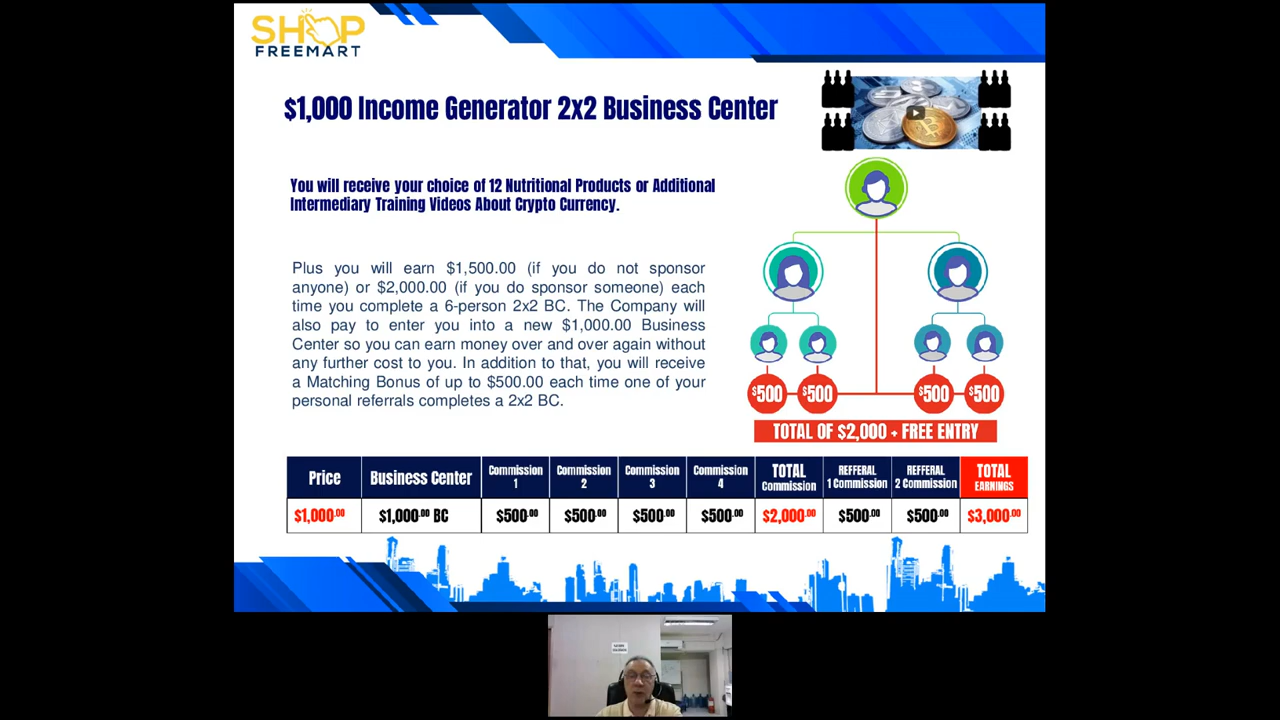 SHOP
FREEMART
$1,000 Income Generator 2x2 Business Center
You will receive your choice of 12 Nutritional Products or Additional
Intermediary Training Videos About Crypto Currency.
Plus you will earn $1,500.00 (if you do not sponsor
anyone) or $2,000.00 (if you do sponsor someone) each
time you complete a 6-person 2x2 BC. The Company will
also pay to enter you into a new $1,000.00 Business
Center so you can earn money over and over again without
any further cost to you. In addition to that, you will receive
a Matching Bonus of up to $500.00 each time one of your
personal referrals completes a 2x2 BC.
$500 $500 $500 $500
TOTAL OF $2,000 + FREE ENTRY
Price Business Center Commission 1 Commission 2 Commission 3 Commission 4 TOTAL Commission REFFERAL 1 Commission REFFERAL 2 Commission TOTAL EARNINGS
$1,000.00 $1,000.00 BC $500.00 $500.00 $500.00 $500.00 $2,000.00 $500.00 $500.00 $3,000.00